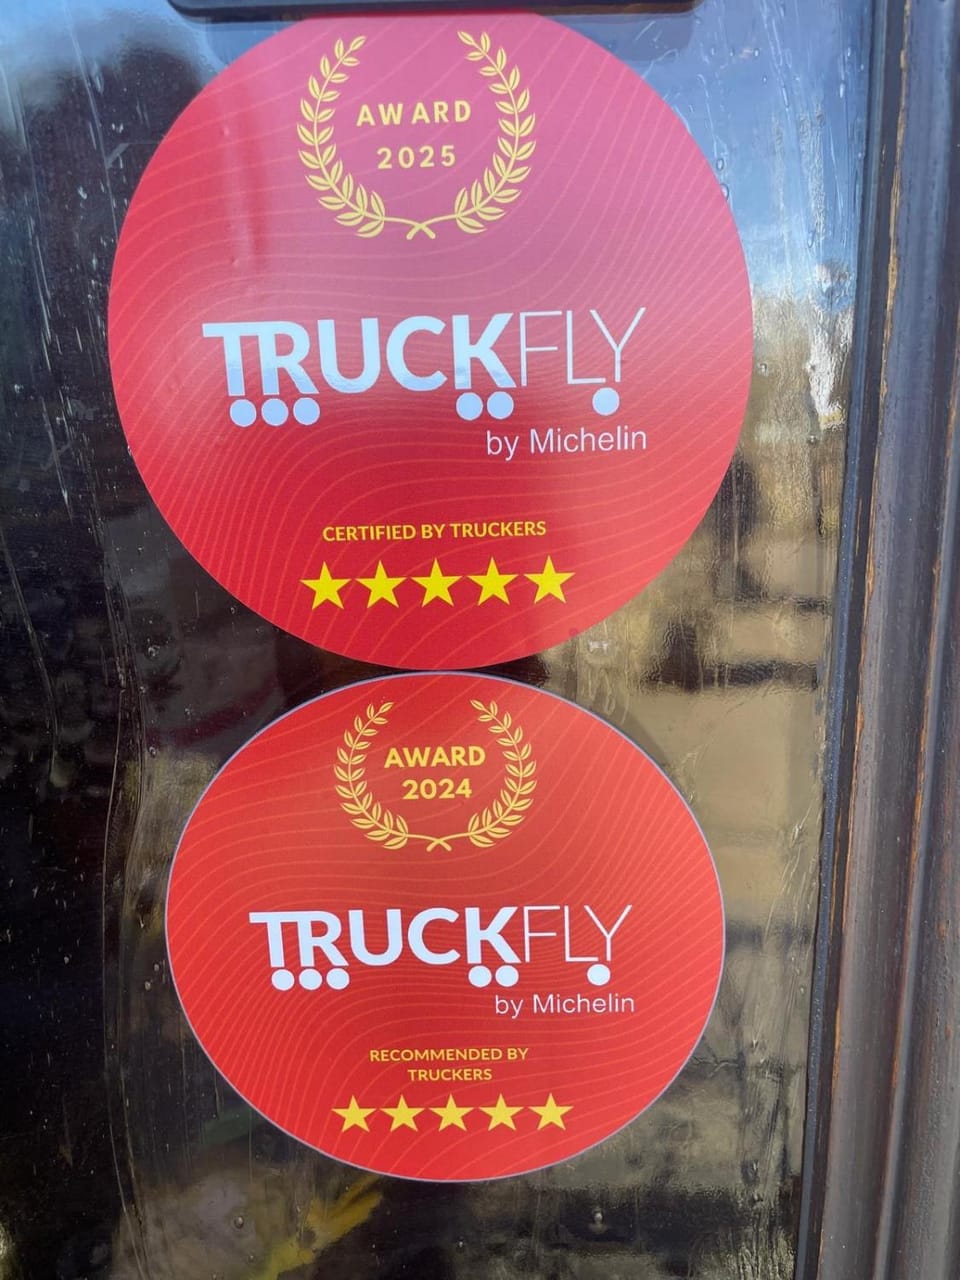 AWARD
2025
TRUCKFLY
by Michelin
CERTIFIED BY TRUCKERS
AWARD
2024
TRUCKFLY
by Michelin
RECOMMENDED BY
TRUCKERS